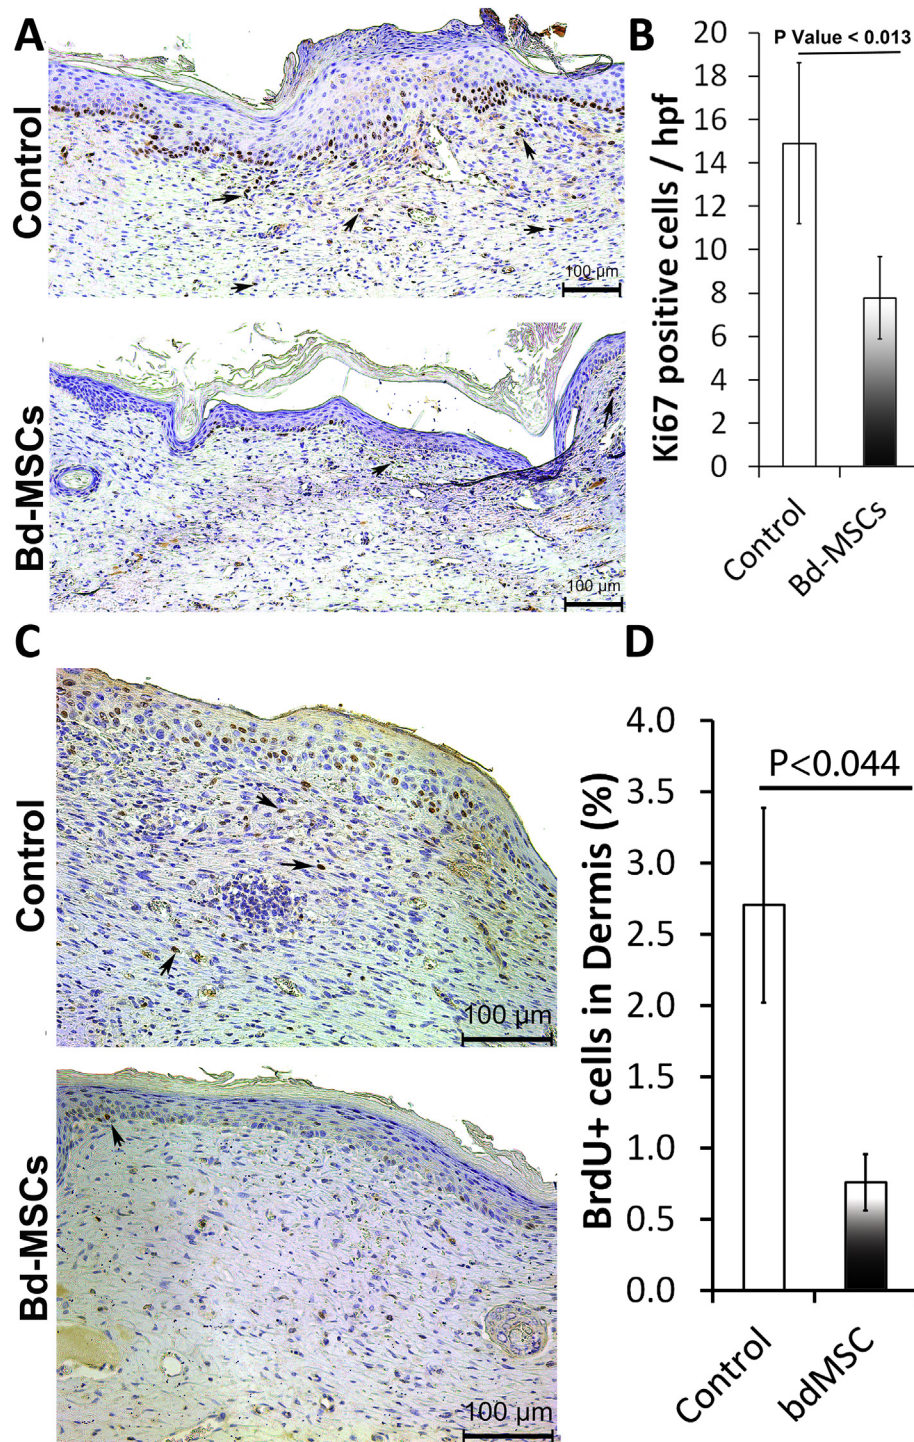 A
Control
100 µm
Bd-MSCs
100 µm
B
P Value < 0.013
Ki67 positive cells / hpf
20
18
16
14
12
10
8
6
4
2
0
Control
Bd-MSCs
C
Control
100 µm
Bd-MSCs
100 µm
D
P<0.044
BrdU+ cells in Dermis (%)
4.0
3.5
3.0
2.5
2.0
1.5
1.0
0.5
0.0
Control
bdMSC